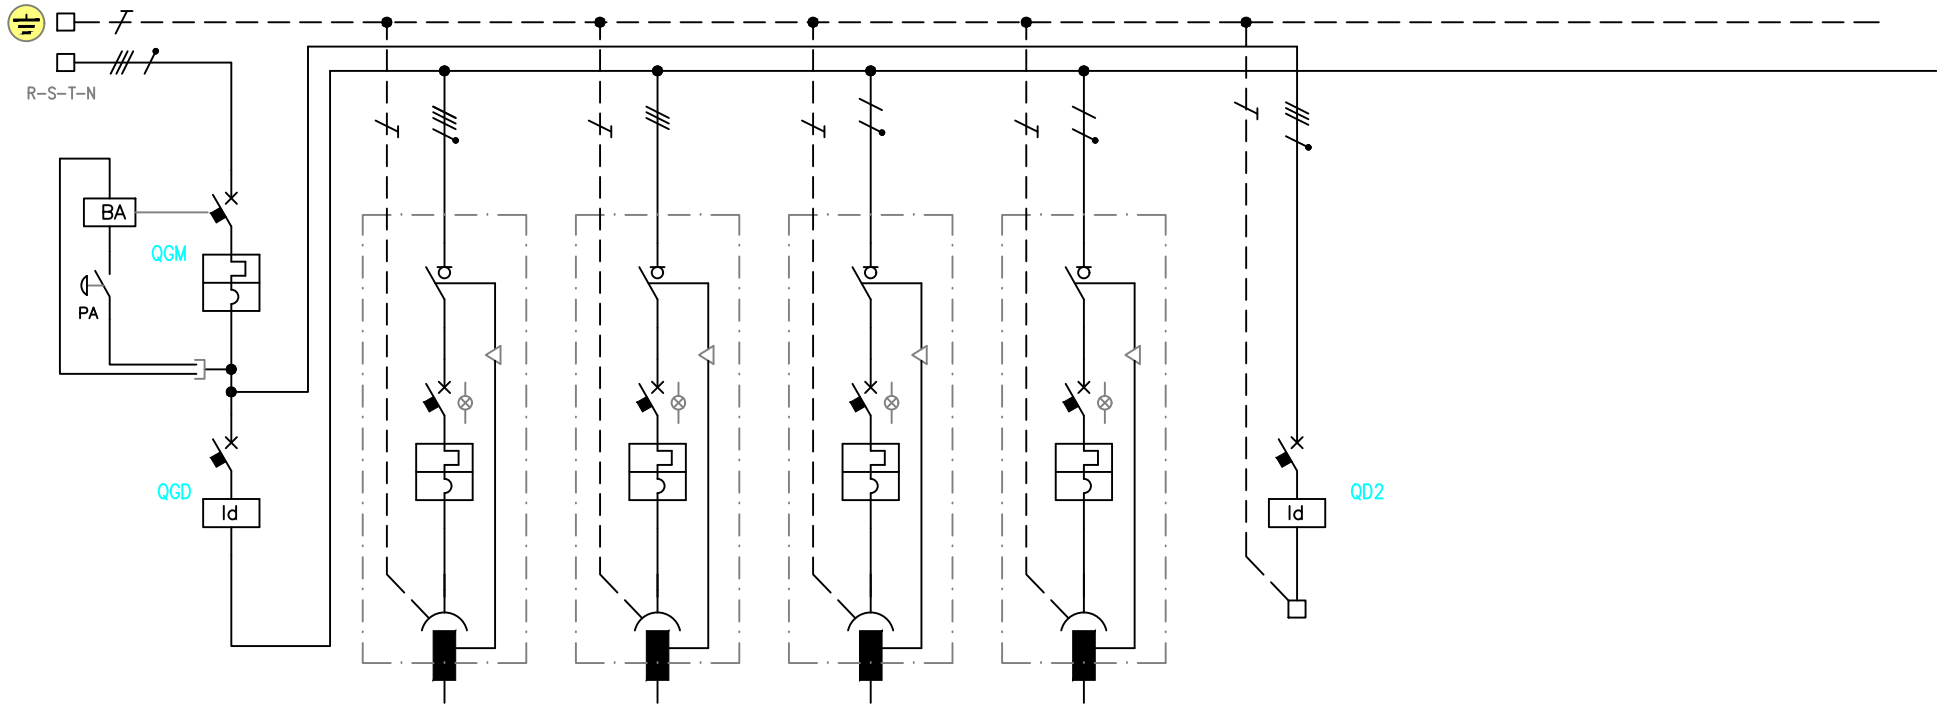 R-S-T-N
BA
QGM
PA
QGD
Id
Id
QD2